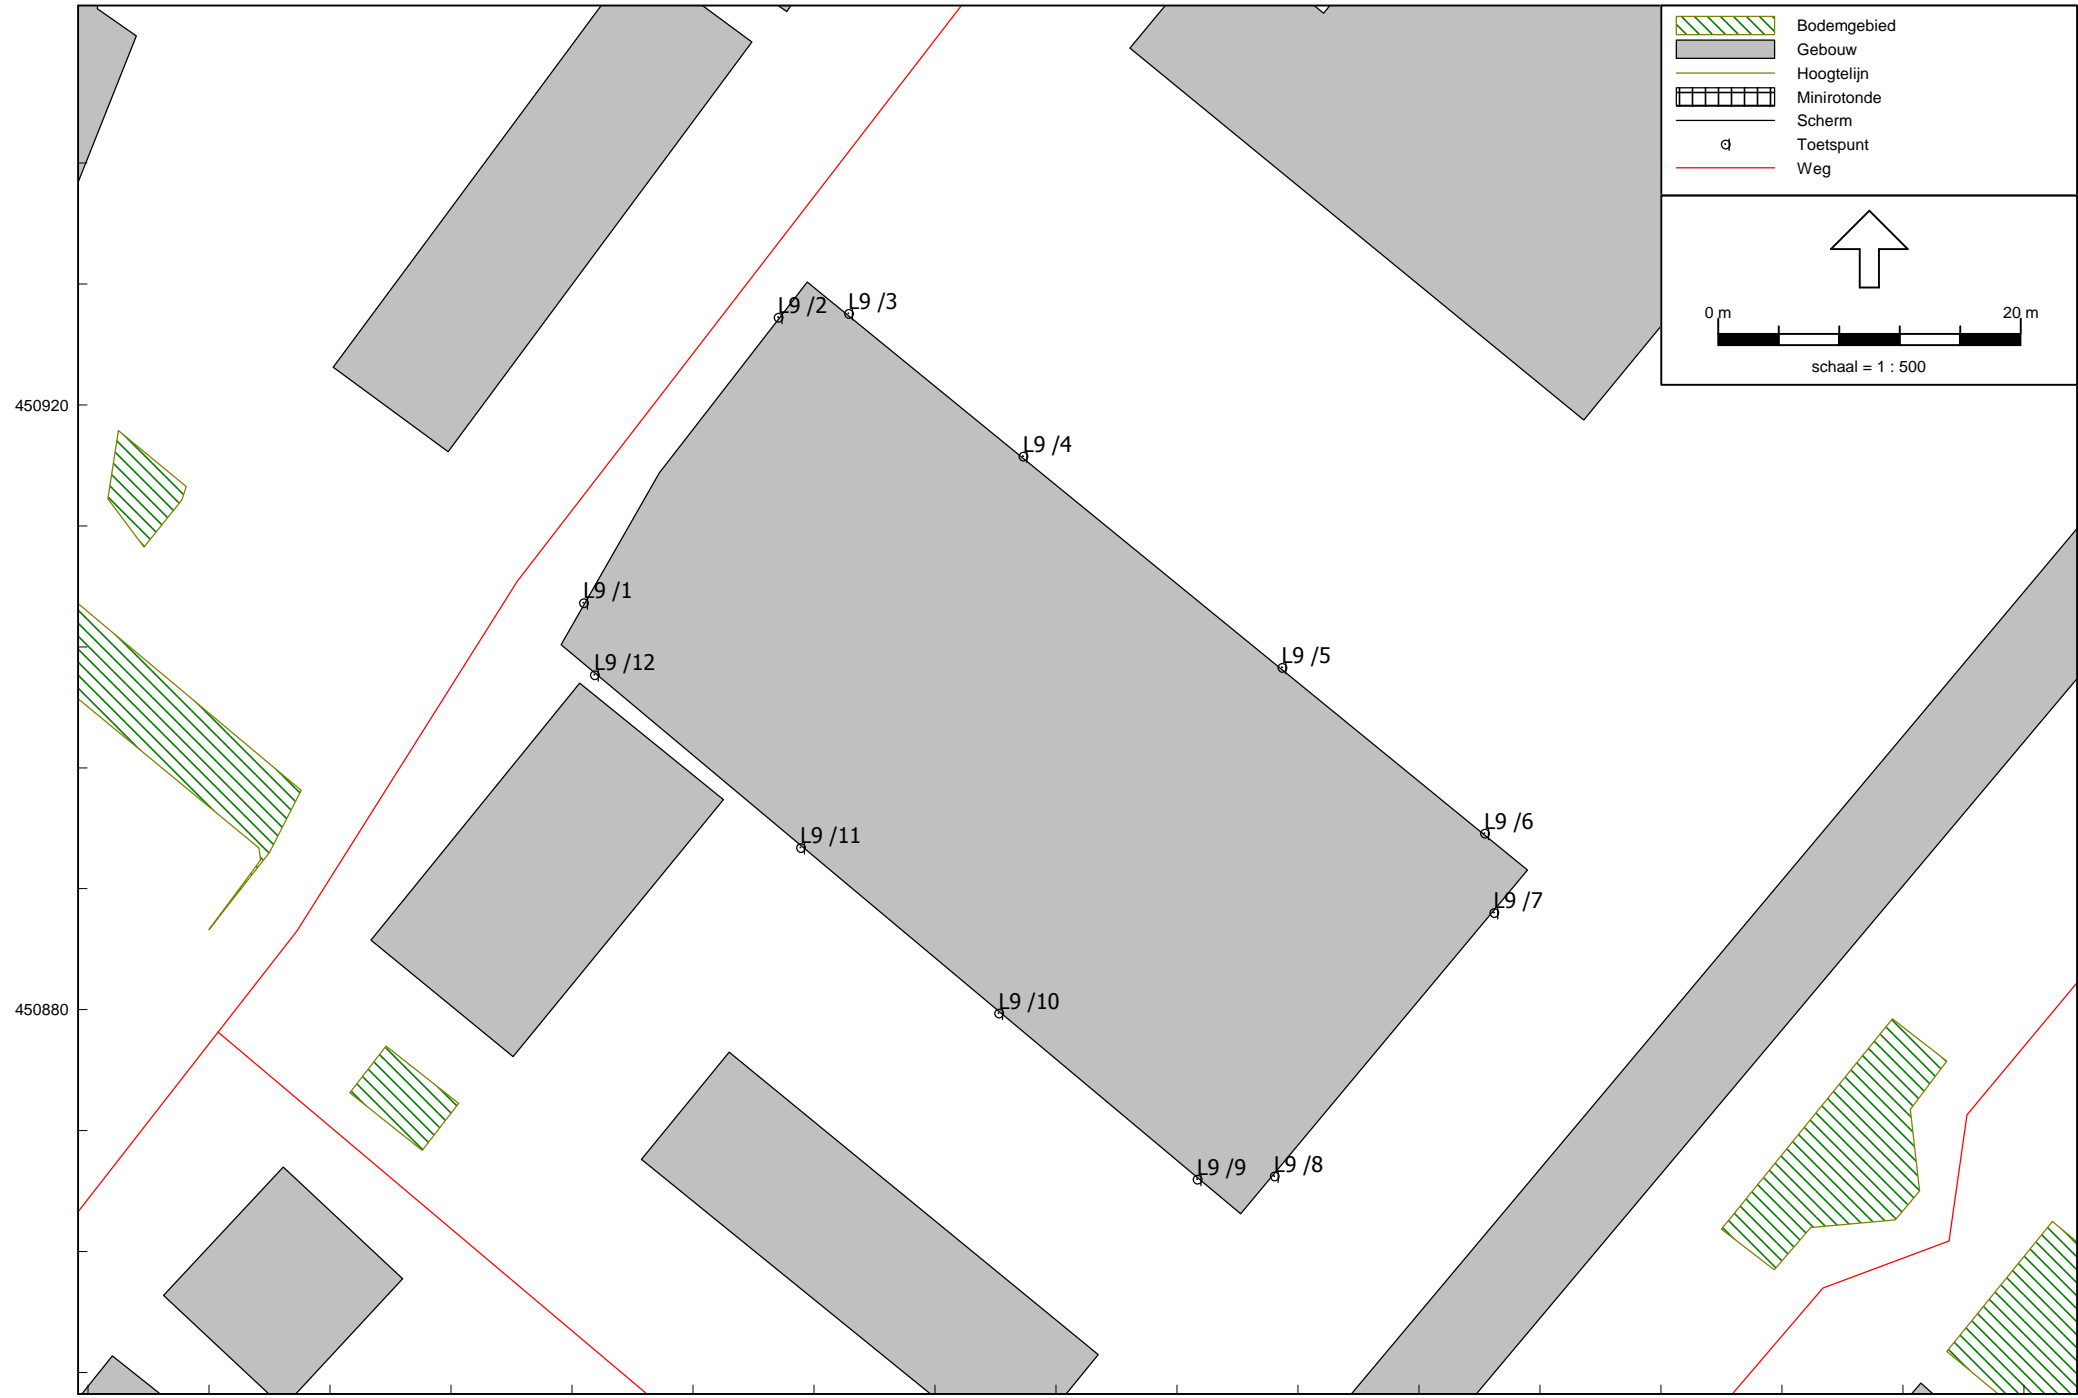 Bodemgebied
Gebouw
Hoogtelijn
Minirotonde
Scherm
Toetspunt
Weg
0 m 20 m
schaal = 1 : 500
L9 /2
L9 /3
450920
L9 /4
L9 /1
L9 /12
L9 /5
L9 /6
L9 /11
L9 /7
450880
L9 /10
L9 /9
L9 /8